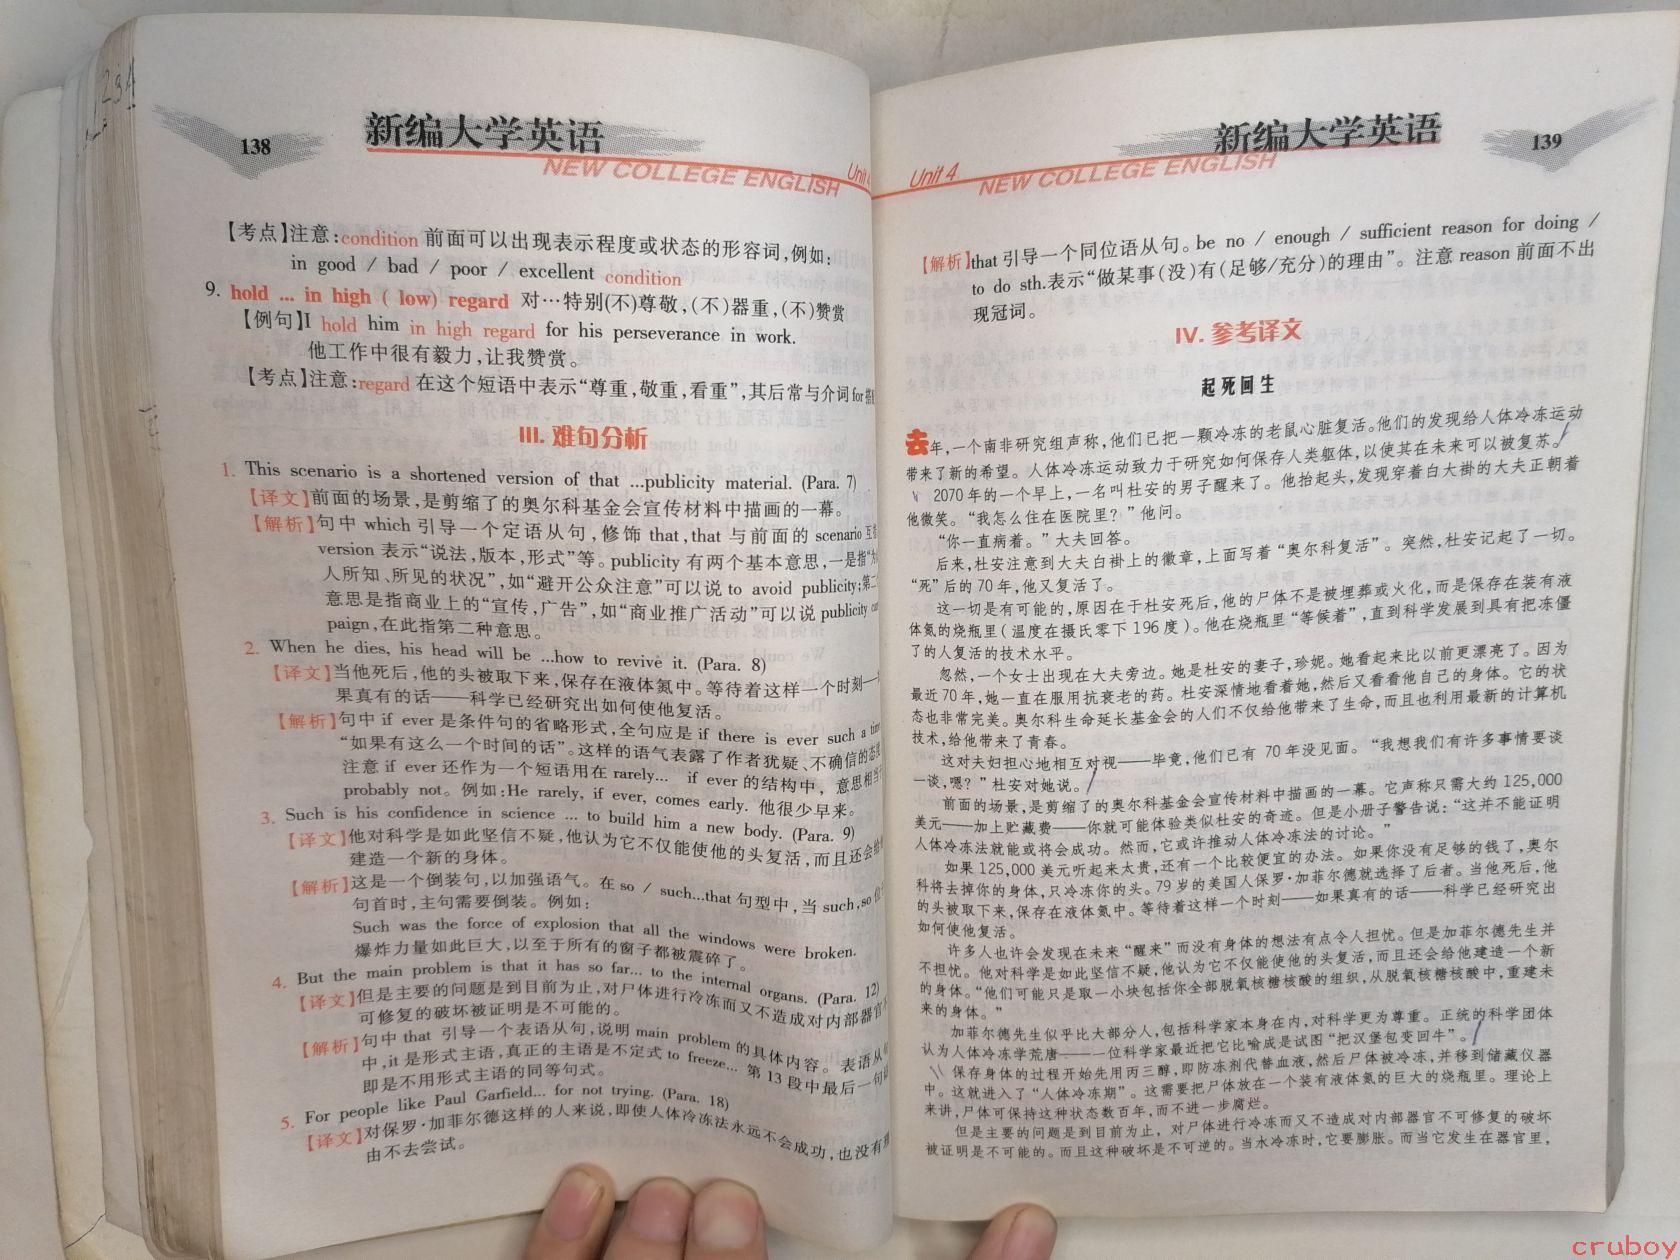 138
新编大学英语
NEW COLLEGE ENGLISH
Unit 4
【考点】注意:condition 前面可以出现表示程度或状态的形容词,例如:
in good / bad / poor / excellent condition
9. hold ... in high ( low) regard 对…特别(不)尊敬,(不)器重,(不)赞赏
【例句】I hold him in high regard for his perseverance in work.
他工作中很有毅力,让我赞赏。
【考点】注意:regard 在这个短语中表示“尊重,敬重,看重”,其后常与介词 for 搭
III. 难句分析
1. This scenario is a shortened version of that ...publicity material. (Para. 7)
【译文】前面的场景,是剪缩了的奥尔科基金会宣传材料中描画的一幕。
【解析】句中 which 引导一个定语从句,修饰 that,that 与前面的 scenario 互
version 表示“说法,版本,形式”等。publicity 有两个基本意思,一是指“为
人所知、所见的状况”,如“避开公众注意”可以说 to avoid publicity;第二
意思是指商业上的“宣传,广告”,如“商业推广活动”可以说 publicity cam
paign,在此指第二种意思。
2. When he dies, his head will be ...how to revive it. (Para. 8)
【译文】当他死后,他的头被取下来,保存在液体氮中。等待着这样一个时刻—
果真有的话——科学已经研究出如何使他复活。
【解析】句中 if ever 是条件句的省略形式,全句应是 if there is ever such a time
“如果有这么一个时间的话”。这样的语气表露了作者犹疑、不确信的态度
注意 if ever 还作为一个短语用在 rarely... if ever 的结构中, 意思相当于
probably not。例如:He rarely, if ever, comes early. 他很少早来。
3. Such is his confidence in science ... to build him a new body. (Para. 9)
【译文】他对科学是如此坚信不疑,他认为它不仅能使他的头复活,而且还会给
建造一个新的身体。
【解析】这是一个倒装句,以加强语气。在 so / such...that 句型中,当 such,so 位
句首时,主句需要倒装。例如:
Such was the force of explosion that all the windows were broken.
爆炸力量如此巨大,以至于所有的窗子都被震碎了。
4. But the main problem is that it has so far... to the internal organs. (Para. 12)
【译文】但是主要的问题是到目前为止,对尸体进行冷冻而又不造成对内部器官
可修复的破坏被证明是不可能的。
【解析】句中 that 引导一个表语从句,说明 main problem 的具体内容。表语从
中,it 是形式主语,真正的主语是不定式 to freeze... 第 13 段中最后一句
即是不用形式主语的同等句式。
5. For people like Paul Garfield... for not trying. (Para. 18)
【译文】对保罗·加菲尔德这样的人来说,即使人体冷冻法永远不会成功,也没有
由不去尝试。
新编大学英语
139
Unit 4
NEW COLLEGE ENGLISH
【解析】that 引导一个同位语从句。be no / enough / sufficient reason for doing /
to do sth.表示“做某事(没)有(足够/充分)的理由”。注意 reason 前面不出
现冠词。
IV. 参考译文
起死回生
去年,一个南非研究组声称,他们已把一颗冷冻的老鼠心脏复活。他们的发现给人体冷冻运动
带来了新的希望。人体冷冻运动致力于研究如何保存人类躯体,以使其在未来可以被复苏。
2070 年的一个早上,一名叫杜安的男子醒来了。他抬起头,发现穿着白大褂的大夫正朝着
他微笑。“我怎么住在医院里?”他问。
“你一直病着。”大夫回答。
后来,杜安注意到大夫白褂上的徽章,上面写着“奥尔科复活”。突然,杜安记起了一切。
“死”后的 70 年,他又复活了。
这一切是有可能的,原因在于杜安死后,他的尸体不是被埋葬或火化,而是保存在装有液
体氮的烧瓶里(温度在摄氏零下 196 度)。他在烧瓶里“等候着”,直到科学发展到具有把冻僵
了的人复活的技术水平。
忽然,一个女士出现在大夫旁边。她是杜安的妻子,珍妮。她看起来比以前更漂亮了。因为
最近 70 年,她一直在服用抗衰老的药。杜安深情地看着她,然后又看看他自己的身体。它的状
态也非常完美。奥尔科生命延长基金会的人们不仅给他带来了生命,而且也利用最新的计算机
技术,给他带来了青春。
这对夫妇担心地相互对视——毕竟,他们已有 70 年没见面。“我想我们有许多事情要谈
一谈,嗯?”杜安对她说。
前面的场景,是剪缩了的奥尔科基金会宣传材料中描画的一幕。它声称只需大约 125,000
美元——加上贮藏费——你就可能体验类似杜安的奇迹。但是小册子警告说:“这并不能证明
人体冷冻法就能或将会成功。然而,它或许推动人体冷冻法的讨论。”
如果 125,000 美元听起来太贵,还有一个比较便宜的办法。如果你没有足够的钱了,奥尔
科将去掉你的身体,只冷冻你的头。79 岁的美国人保罗·加菲尔德就选择了后者。当他死后,他
的头被取下来,保存在液体氮中。等待着这样一个时刻——如果真有的话——科学已经研究出
如何使他复活。
许多人也许会发现在未来“醒来”而没有身体的想法有点令人担忧。但是加菲尔德先生并
不担忧。他对科学是如此坚信不疑,他认为它不仅能使他的头复活,而且还会给他建造一个新
的身体。“他们可能只是取一小块包括你全部脱氧核糖核酸的组织,从脱氧核糖核酸中,重建未
来的身体。”
加菲尔德先生似乎比大部分人,包括科学家本身在内,对科学更为尊重。正统的科学团体
认为人体冷冻学荒唐——一位科学家最近把它比喻成是试图“把汉堡包变回牛”。
保存身体的过程开始先用丙三醇,即防冻剂代替血液,然后尸体被冷冻,并移到储藏仪器
中。这就进入了“人体冷冻期”。这需要把尸体放在一个装有液体氮的巨大的烧瓶里。理论上
来讲,尸体可保持这种状态数百年,而不进一步腐烂。
但是主要的问题是到目前为止,对尸体进行冷冻而又不造成对内部器官不可修复的破坏
被证明是不可能的。而且这种破坏是不可逆的。当水冷冻时,它要膨胀。而当它发生在器官里,
cruboy